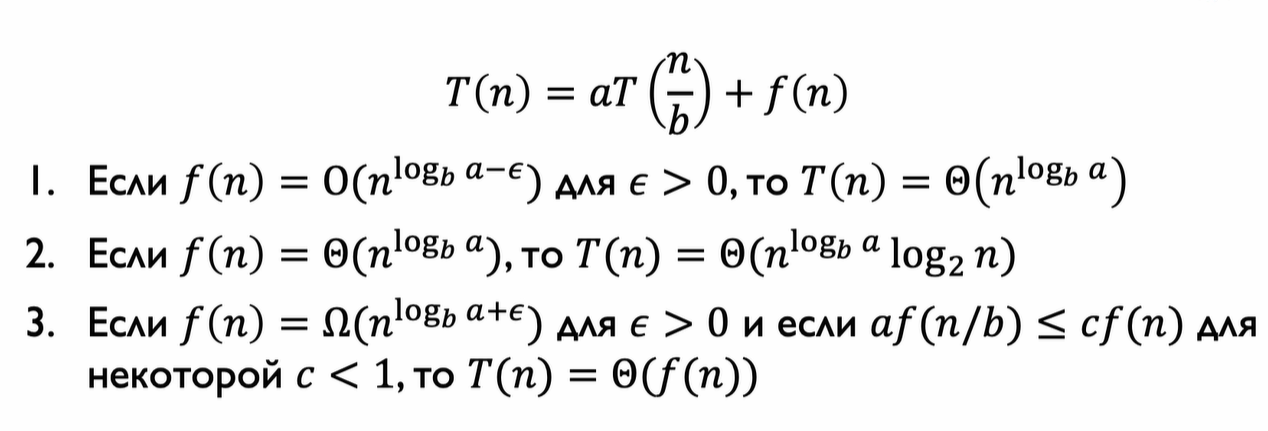 T(n) = aT(n/b) + f(n)
1. Если f(n) = O(n^{log_b a−ϵ}) для ϵ > 0, то T(n) = Θ(n^{log_b a})
2. Если f(n) = Θ(n^{log_b a}), то T(n) = Θ(n^{log_b a} log_2 n)
3. Если f(n) = Ω(n^{log_b a+ϵ}) для ϵ > 0 и если af(n/b) ≤ cf(n) для
некоторой c < 1, то T(n) = Θ(f(n))